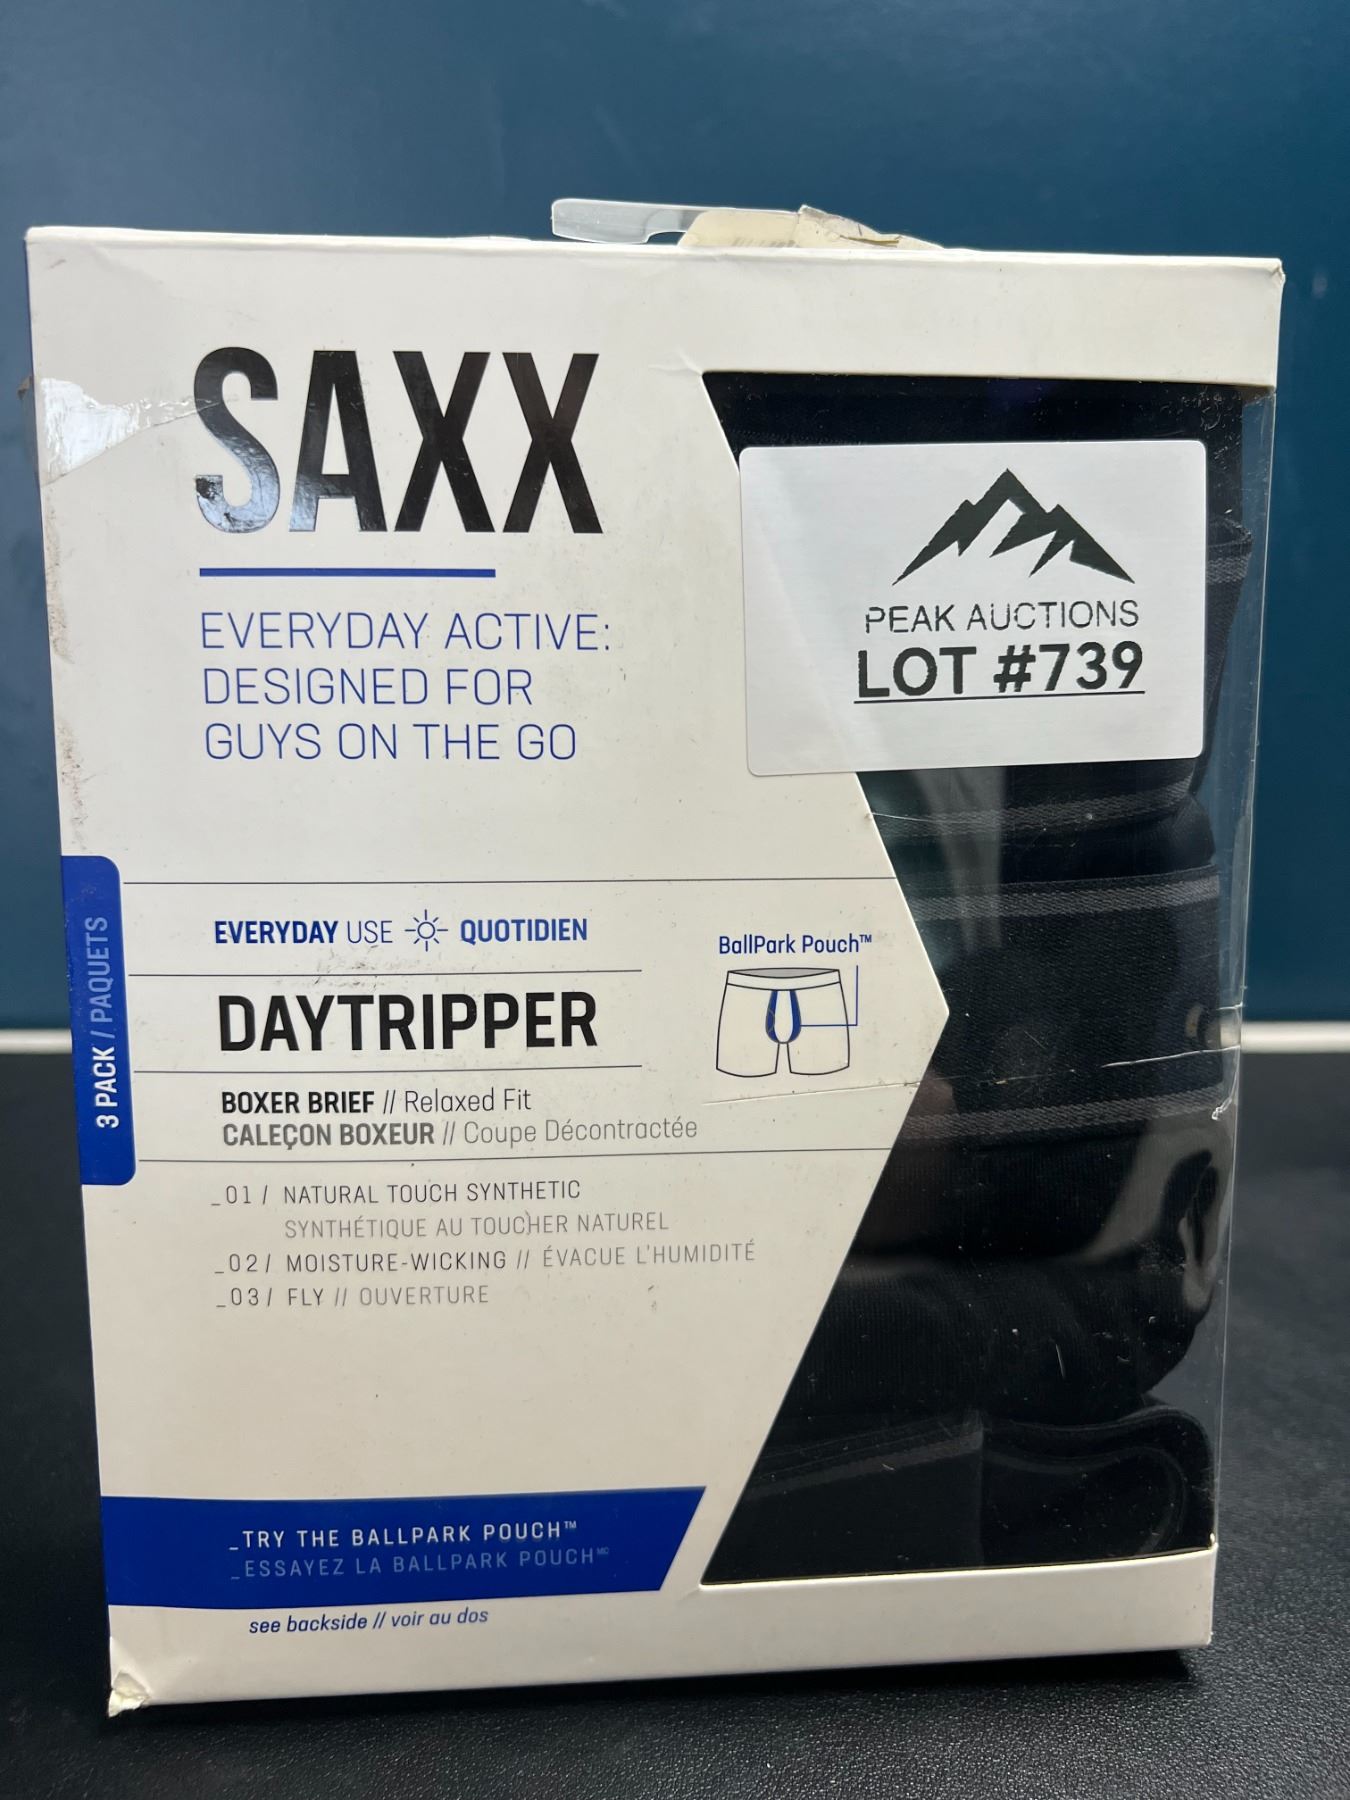 SAXX
EVERYDAY ACTIVE:
DESIGNED FOR
GUYS ON THE GO
PEAK AUCTIONS
LOT #739
3 PACK / PAQUETS
EVERYDAY USE QUOTIDIEN
BallPark Pouch™
DAYTRIPPER
BOXER BRIEF // Relaxed Fit
CALEÇON BOXEUR // Coupe Décontractée
_01/ NATURAL TOUCH SYNTHETIC
SYNTHÉTIQUE AU TOUCHER NATUREL
_02/ MOISTURE-WICKING // ÉVACUE L'HUMIDITÉ
_03/ FLY // OUVERTURE
_TRY THE BALLPARK POUCH™
_ESSAYEZ LA BALLPARK POUCHᴹᶜ
see backside // voir au dos